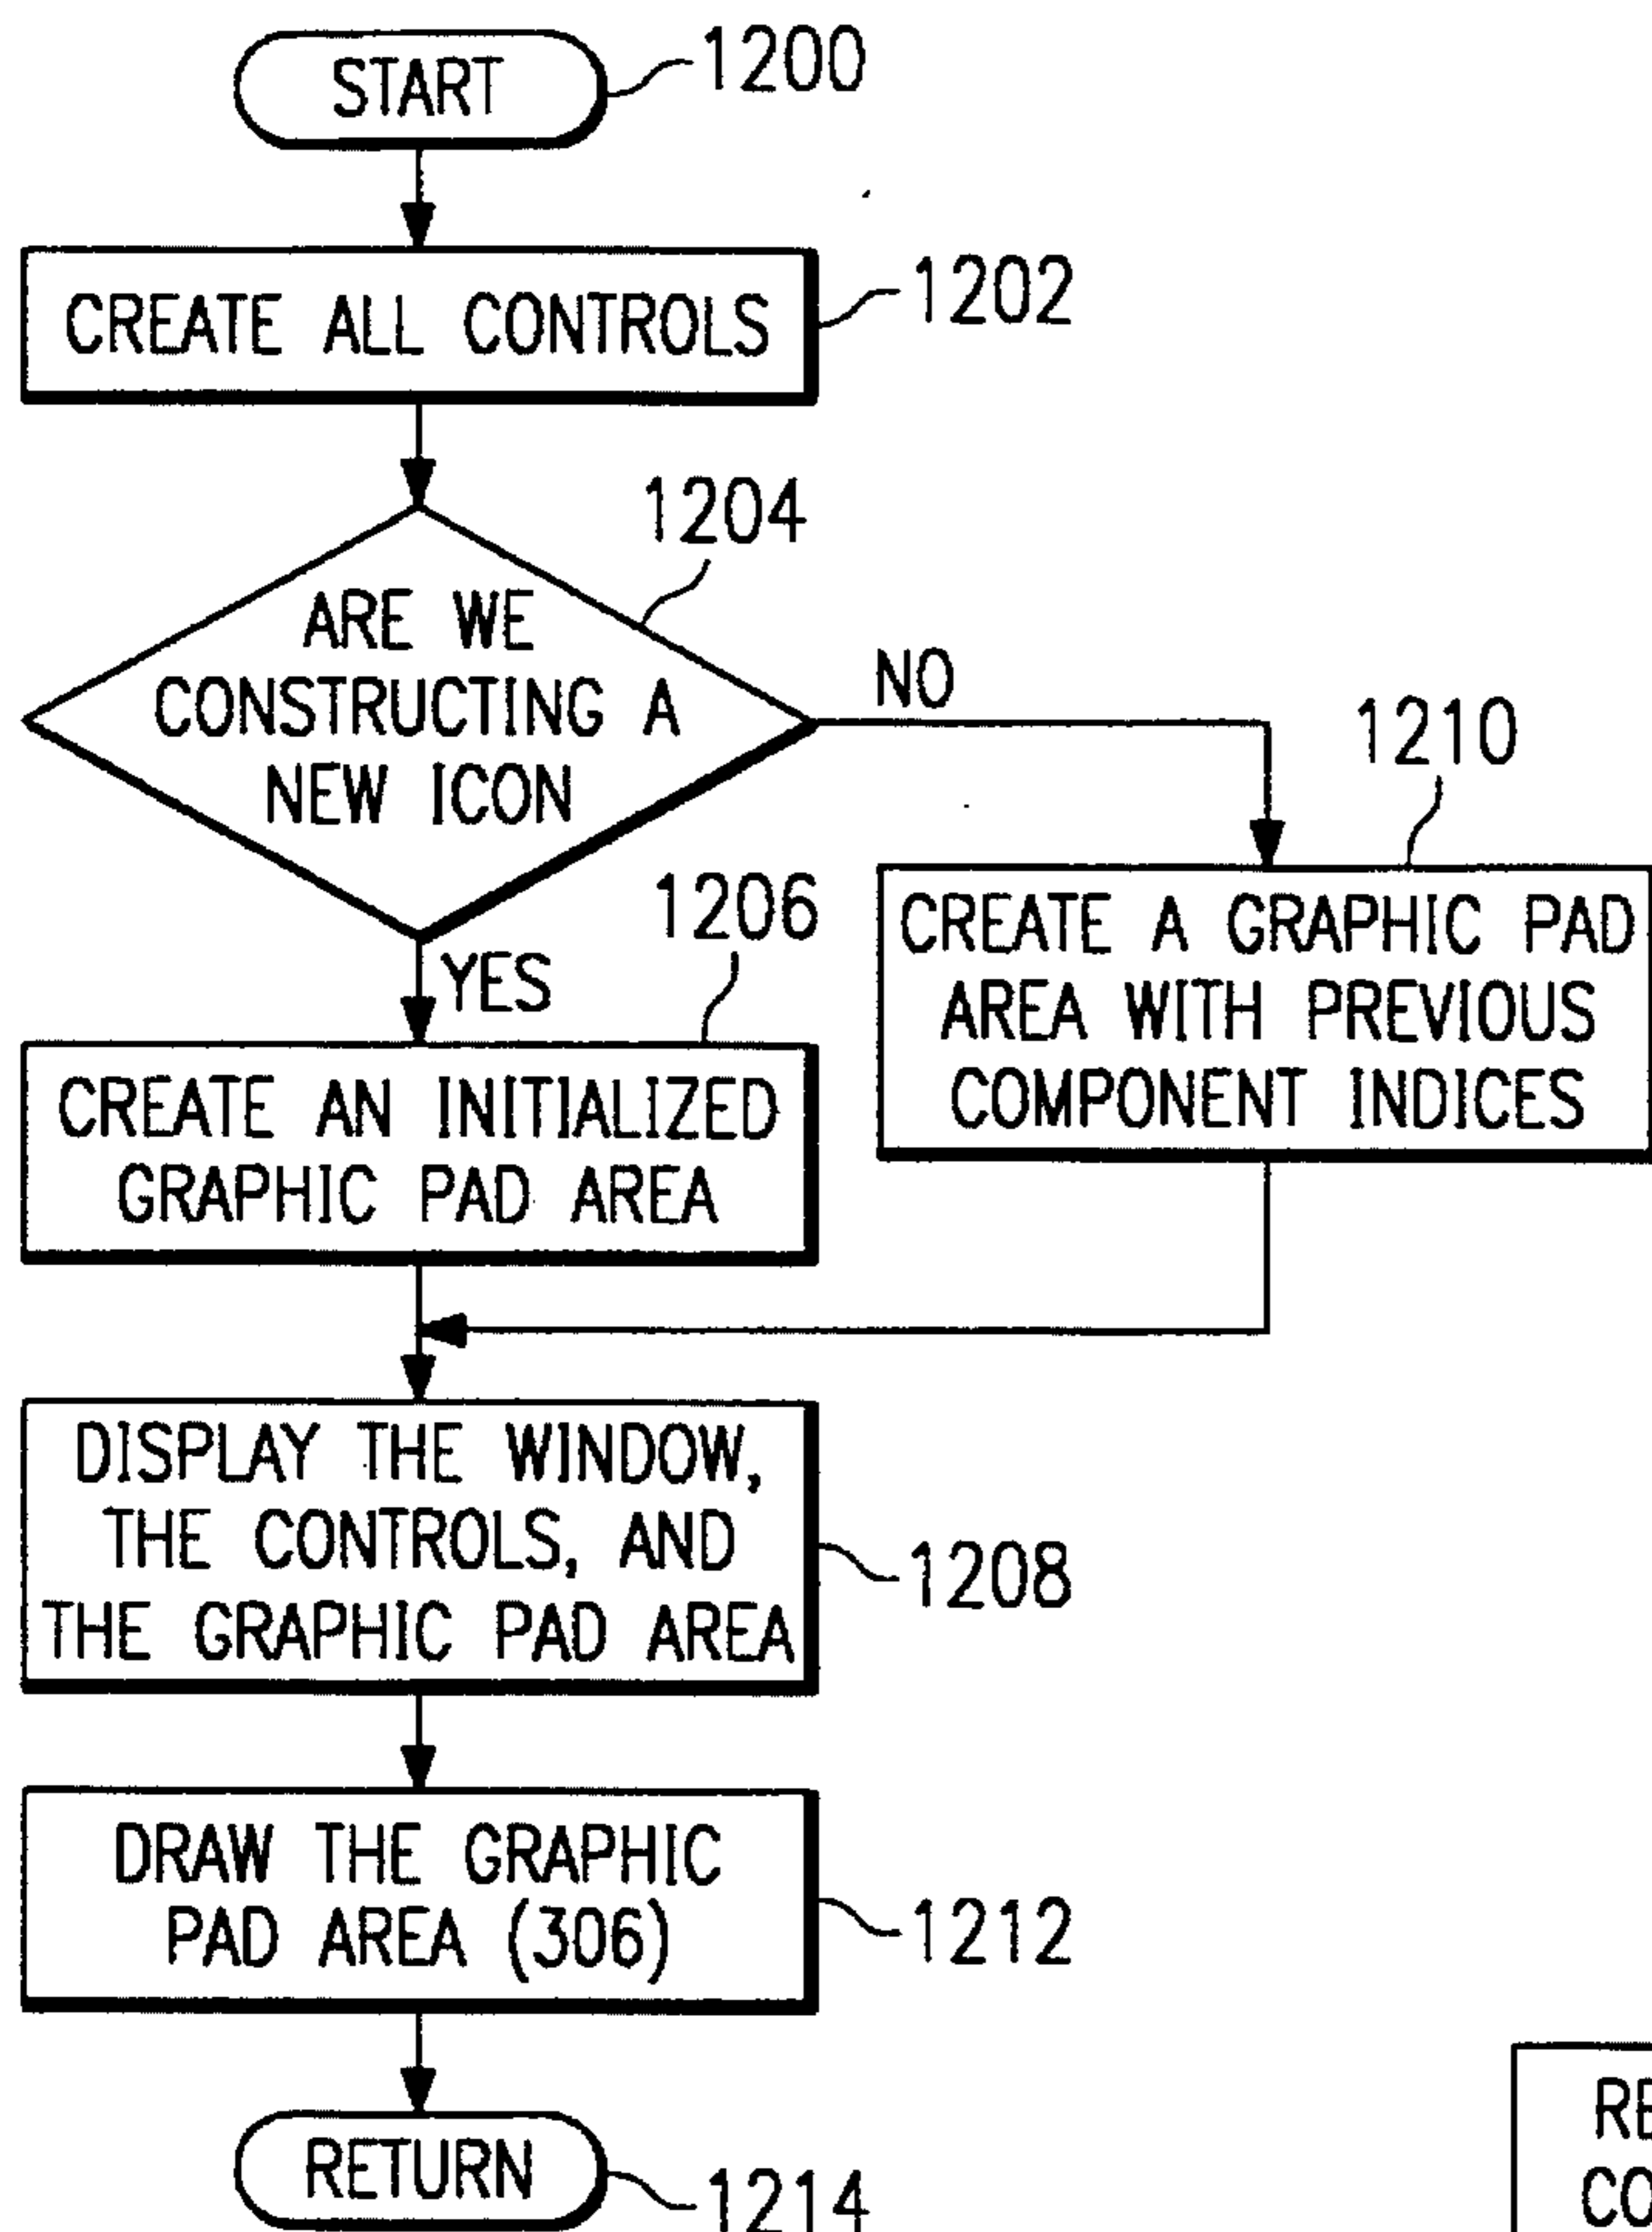 START
1200
CREATE ALL CONTROLS
1202
1204
ARE WE
CONSTRUCTING A
NEW ICON
NO
1210
YES
1206
CREATE A GRAPHIC PAD
AREA WITH PREVIOUS
COMPONENT INDICES
CREATE AN INITIALIZED
GRAPHIC PAD AREA
DISPLAY THE WINDOW,
THE CONTROLS, AND
THE GRAPHIC PAD AREA
1208
DRAW THE GRAPHIC
PAD AREA (306)
1212
RETURN
1214